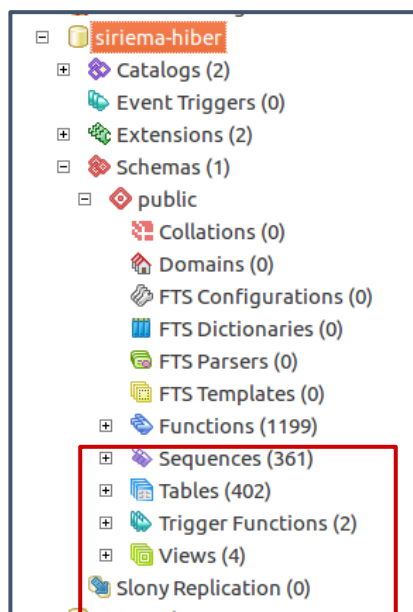 siriema-hiber
Catalogs (2)
Event Triggers (0)
Extensions (2)
Schemas (1)
public
Collations (0)
Domains (0)
FTS Configurations (0)
FTS Dictionaries (0)
FTS Parsers (0)
FTS Templates (0)
Functions (1199)
Sequences (361)
Tables (402)
Trigger Functions (2)
Views (4)
Slony Replication (0)